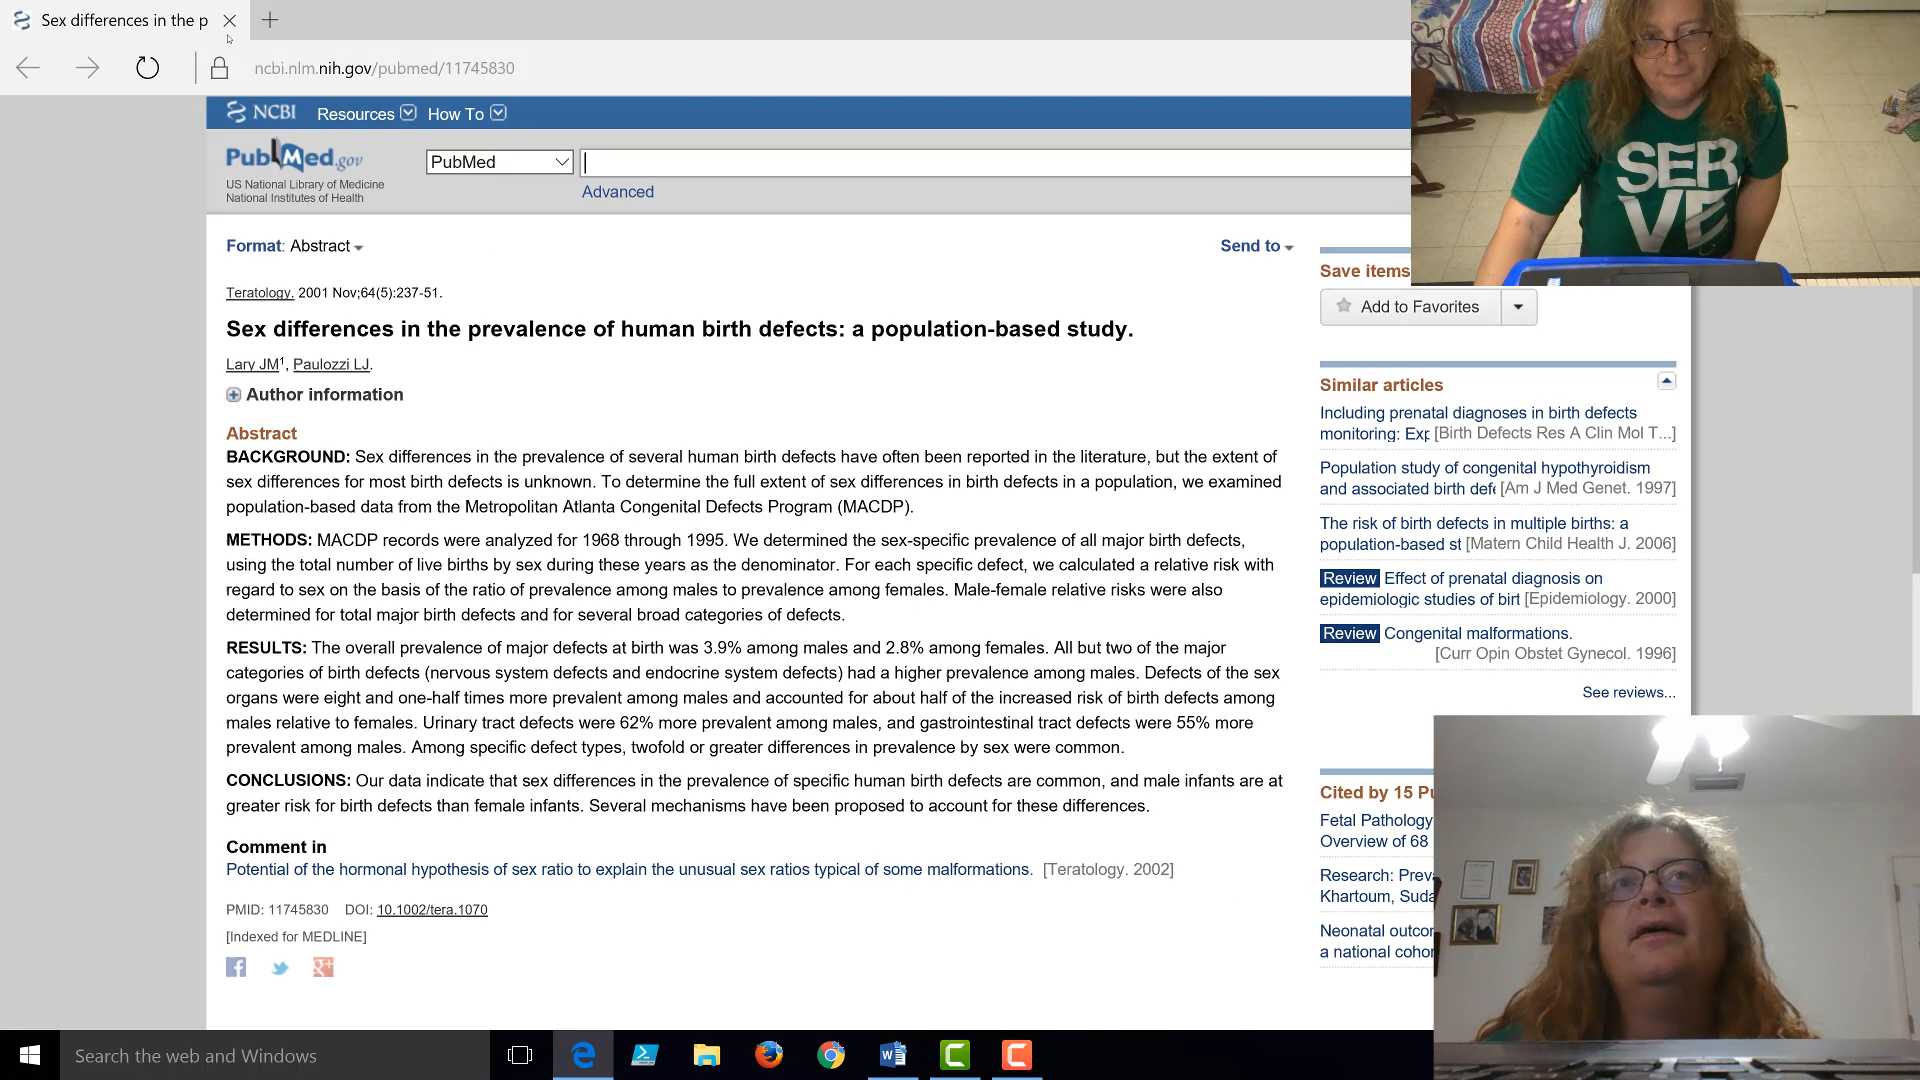 Sex differences in the p
ncbi.nlm.nih.gov/pubmed/11745830
NCBI Resources How To
PubMed.gov
US National Library of Medicine
National Institutes of Health
PubMed
Advanced
SER
VE
Format: Abstract
Send to
Teratology. 2001 Nov;64(5):237-51.
Sex differences in the prevalence of human birth defects: a population-based study.
Lary JM1, Paulozzi LJ.
Author information
Abstract
BACKGROUND: Sex differences in the prevalence of several human birth defects have often been reported in the literature, but the extent of
sex differences for most birth defects is unknown. To determine the full extent of sex differences in birth defects in a population, we examined
population-based data from the Metropolitan Atlanta Congenital Defects Program (MACDP).
METHODS: MACDP records were analyzed for 1968 through 1995. We determined the sex-specific prevalence of all major birth defects,
using the total number of live births by sex during these years as the denominator. For each specific defect, we calculated a relative risk with
regard to sex on the basis of the ratio of prevalence among males to prevalence among females. Male-female relative risks were also
determined for total major birth defects and for several broad categories of defects.
RESULTS: The overall prevalence of major defects at birth was 3.9% among males and 2.8% among females. All but two of the major
categories of birth defects (nervous system defects and endocrine system defects) had a higher prevalence among males. Defects of the sex
organs were eight and one-half times more prevalent among males and accounted for about half of the increased risk of birth defects among
males relative to females. Urinary tract defects were 62% more prevalent among males, and gastrointestinal tract defects were 55% more
prevalent among males. Among specific defect types, twofold or greater differences in prevalence by sex were common.
CONCLUSIONS: Our data indicate that sex differences in the prevalence of specific human birth defects are common, and male infants are at
greater risk for birth defects than female infants. Several mechanisms have been proposed to account for these differences.
Comment in
Potential of the hormonal hypothesis of sex ratio to explain the unusual sex ratios typical of some malformations. [Teratology. 2002]
PMID: 11745830 DOI: 10.1002/tera.1070
[Indexed for MEDLINE]
Save items
Add to Favorites
Similar articles
Including prenatal diagnoses in birth defects
monitoring: Exp [Birth Defects Res A Clin Mol T...]
Population study of congenital hypothyroidism
and associated birth defe [Am J Med Genet. 1997]
The risk of birth defects in multiple births: a
population-based st [Matern Child Health J. 2006]
Review Effect of prenatal diagnosis on
epidemiologic studies of birt [Epidemiology. 2000]
Review Congenital malformations.
[Curr Opin Obstet Gynecol. 1996]
See reviews...
Cited by 15 Pu
Fetal Pathology
Overview of 68
Research: Prev
Khartoum, Suda
Neonatal outcor
a national cohor
Search the web and Windows